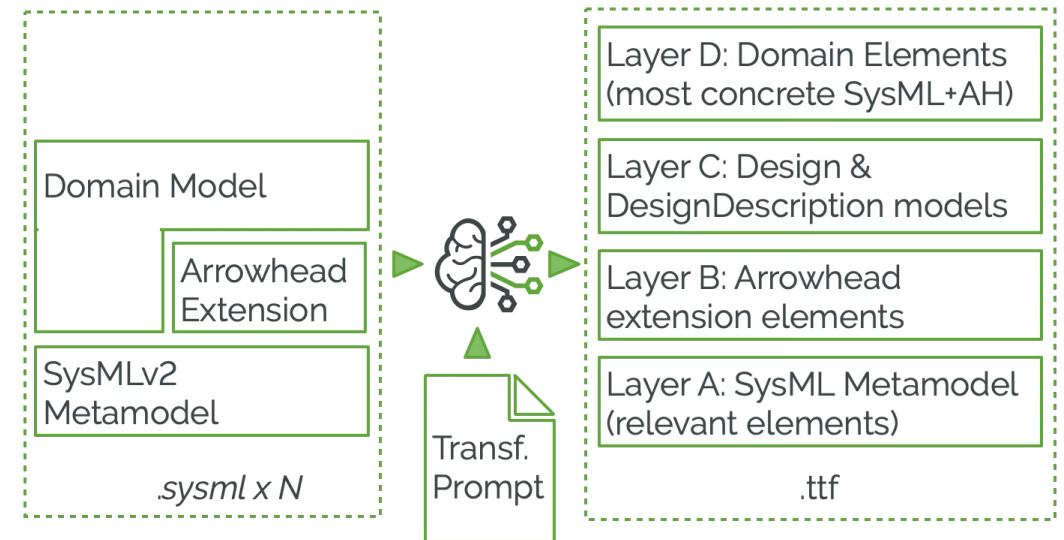 Domain Model
Arrowhead
Extension
SysMLv2
Metamodel
.sysml x N
Transf.
Prompt
Layer D: Domain Elements
(most concrete SysML+AH)
Layer C: Design &
DesignDescription models
Layer B: Arrowhead
extension elements
Layer A: SysML Metamodel
(relevant elements)
.ttf